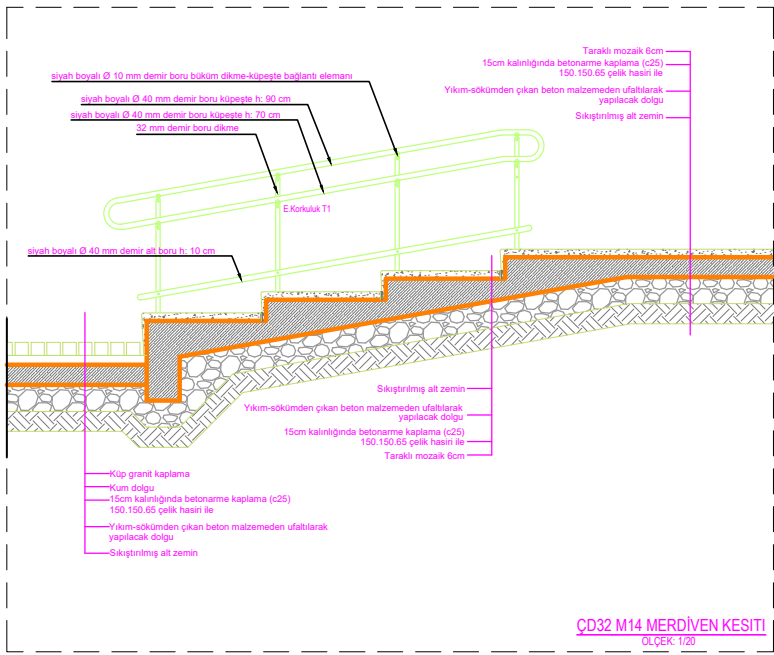 siyah boyalı Ø 10 mm demir boru büküm dikme-küpeşte bağlantı elemanı
siyah boyalı Ø 40 mm demir boru küpeşte h: 90 cm
siyah boyalı Ø 40 mm demir boru küpeşte h: 70 cm
32 mm demir boru dikme
E.Korkuluk T1
siyah boyalı Ø 40 mm demir alt boru h: 10 cm
Taraklı mozaik 6cm
15cm kalınlığında betonarme kaplama (c25)
150.150.65 çelik hasiri ile
Yıkım-sökümden çıkan beton malzemeden ufaltılarak
yapılacak dolgu
Sıkıştırılmış alt zemin
Sıkıştırılmış alt zemin
Yıkım-sökümden çıkan beton malzemeden ufaltılarak
yapılacak dolgu
15cm kalınlığında betonarme kaplama (c25)
150.150.65 çelik hasiri ile
Taraklı mozaik 6cm
Küp granit kaplama
Kum dolgu
15cm kalınlığında betonarme kaplama (c25)
150.150.65 çelik hasiri ile
Yıkım-sökümden çıkan beton malzemeden ufaltılarak
yapılacak dolgu
Sıkıştırılmış alt zemin
ÇD32 M14 MERDİVEN KESİTİ
ÖLÇEK: 1/20